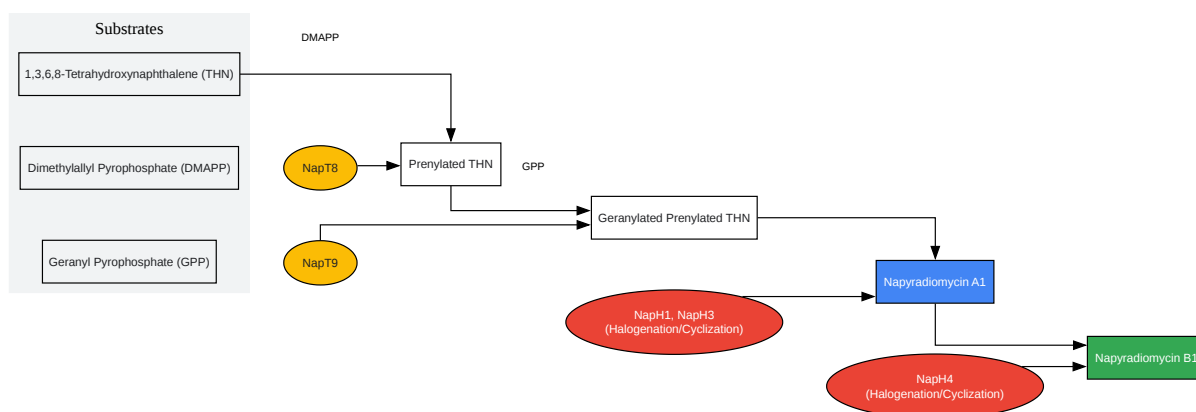 Substrates
DMAPP
1,3,6,8-Tetrahydroxynaphthalene (THN)
Dimethylallyl Pyrophosphate (DMAPP)
NapT8
Prenylated THN
GPP
Geranylated Prenylated THN
Geranyl Pyrophosphate (GPP)
NapT9
Napyradiomycin A1
NapH1, NapH3
(Halogenation/Cyclization)
Napyradiomycin B1
NapH4
(Halogenation/Cyclization)